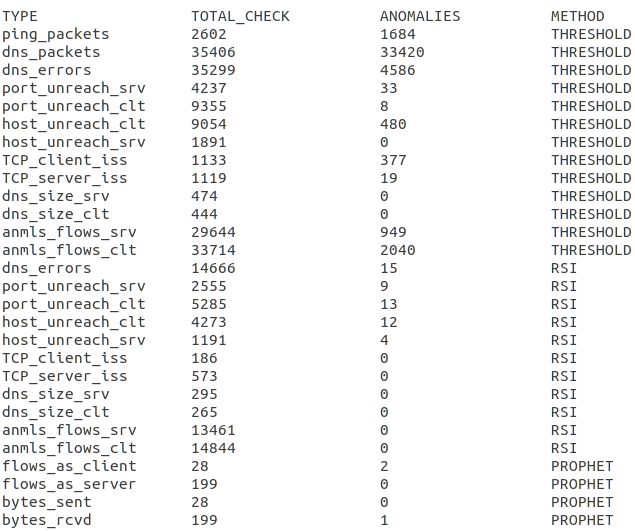 TYPE TOTAL_CHECK ANOMALIES METHOD
ping_packets 2602 1684 THRESHOLD
dns_packets 35406 33420 THRESHOLD
dns_errors 35299 4586 THRESHOLD
port_unreach_srv 4237 33 THRESHOLD
port_unreach_clt 9355 8 THRESHOLD
host_unreach_clt 9054 480 THRESHOLD
host_unreach_srv 1891 0 THRESHOLD
TCP_client_iss 1133 377 THRESHOLD
TCP_server_iss 1119 19 THRESHOLD
dns_size_srv 474 0 THRESHOLD
dns_size_clt 444 0 THRESHOLD
anmls_flows_srv 29644 949 THRESHOLD
anmls_flows_clt 33714 2040 THRESHOLD
dns_errors 14666 15 RSI
port_unreach_srv 2555 9 RSI
port_unreach_clt 5285 13 RSI
host_unreach_clt 4273 12 RSI
host_unreach_srv 1191 4 RSI
TCP_client_iss 186 0 RSI
TCP_server_iss 573 0 RSI
dns_size_srv 295 0 RSI
dns_size_clt 265 0 RSI
anmls_flows_srv 13461 0 RSI
anmls_flows_clt 14844 0 RSI
flows_as_client 28 2 PROPHET
flows_as_server 199 0 PROPHET
bytes_sent 28 0 PROPHET
bytes_rcvd 199 1 PROPHET